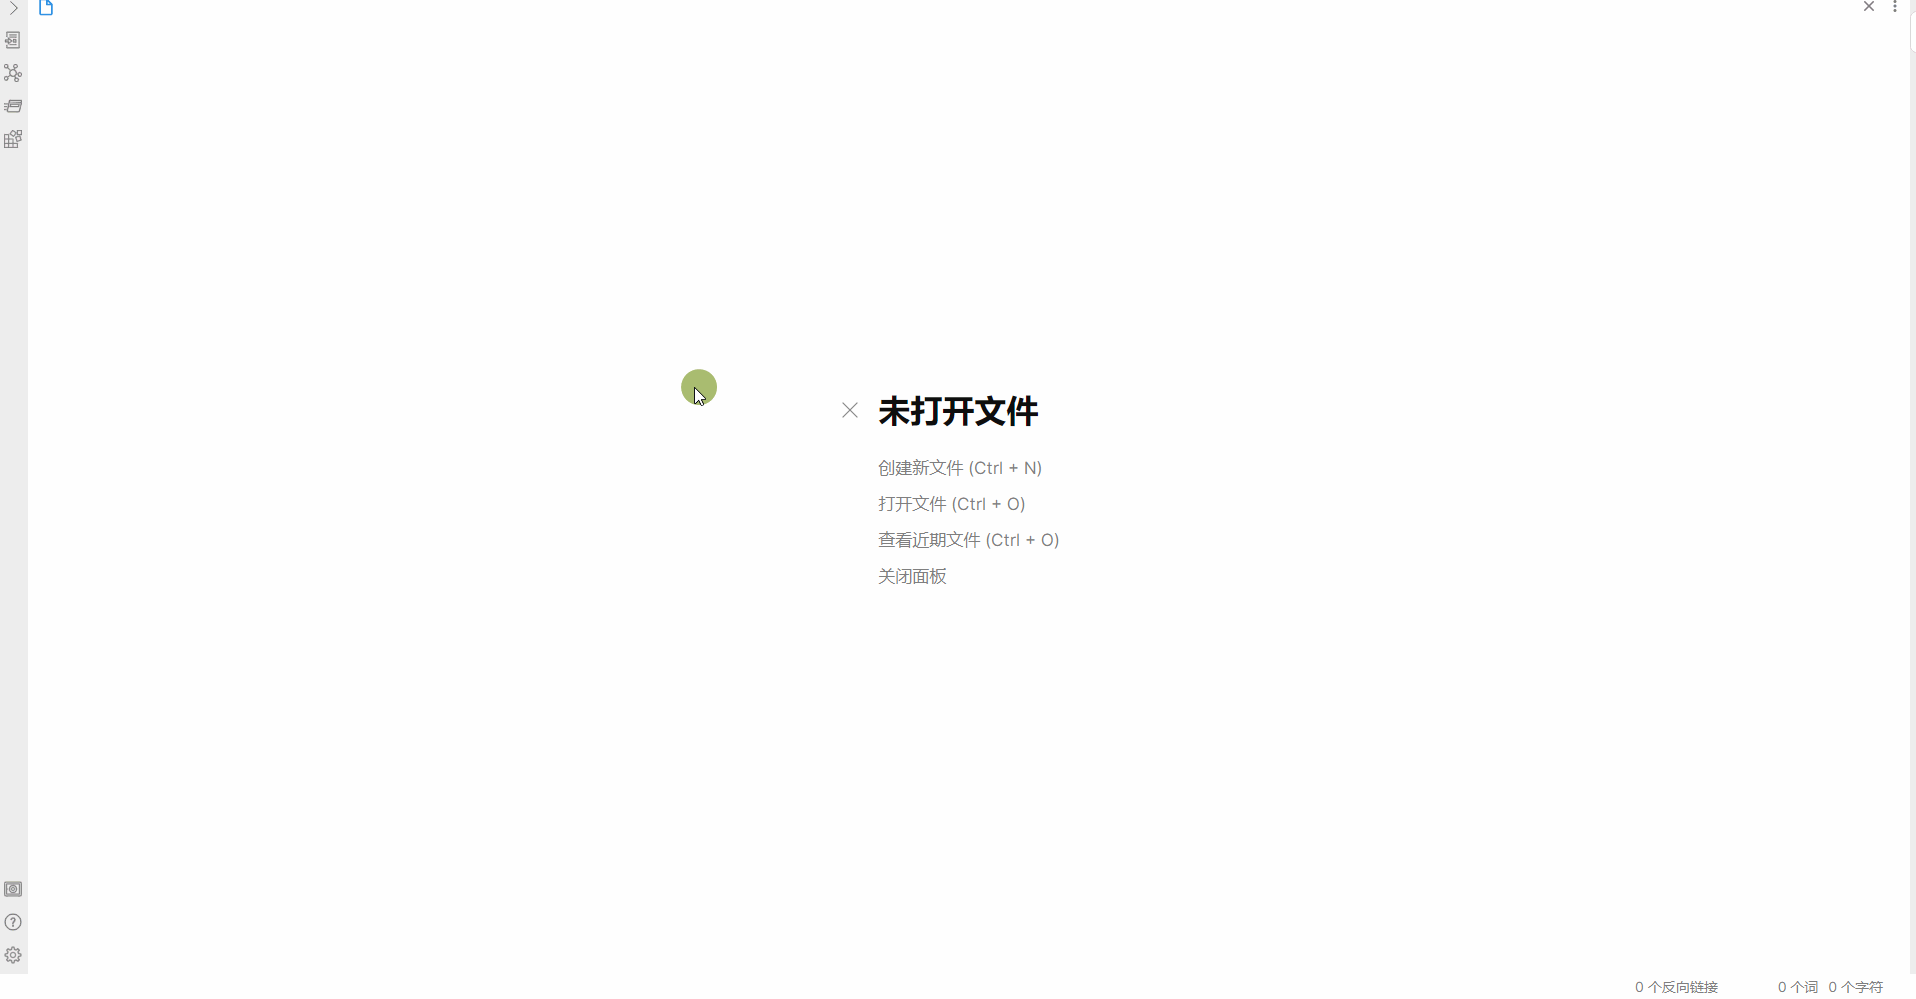 未打开文件
创建新文件 (Ctrl + N)
打开文件 (Ctrl + O)
查看近期文件 (Ctrl + O)
关闭面板
0 个反向链接 0 个词 0 个字符